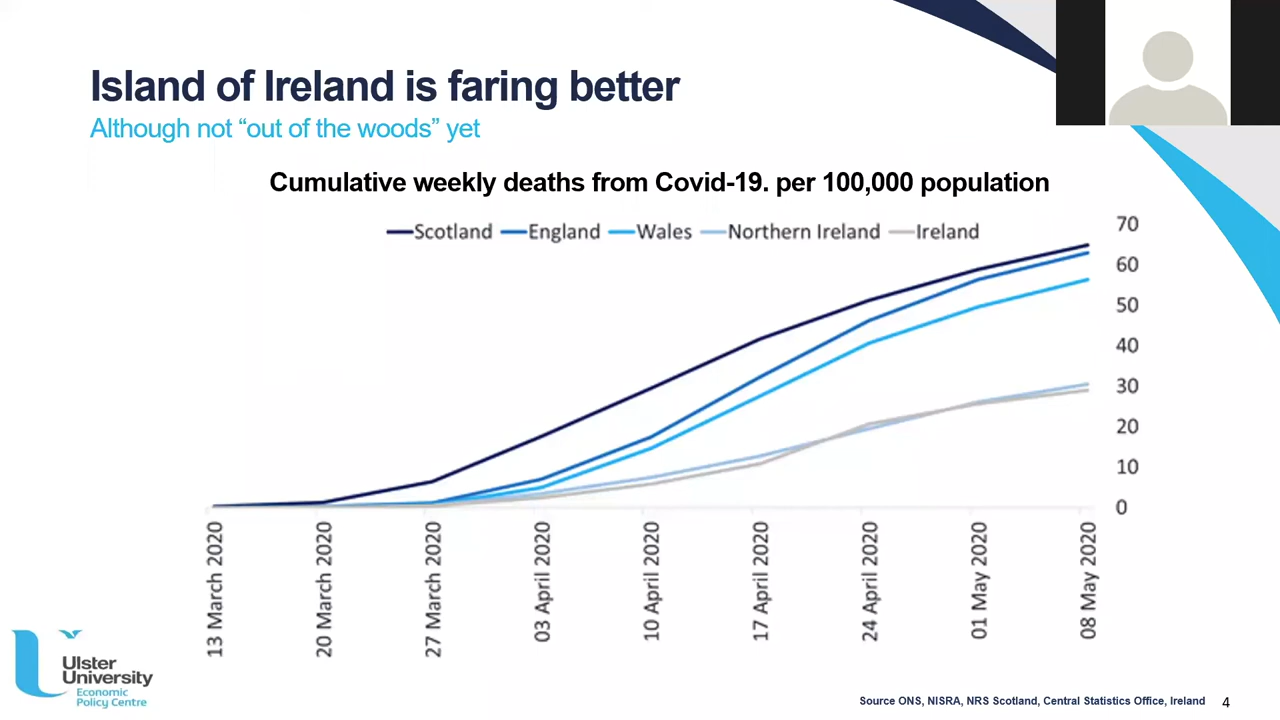 Island of Ireland is faring better
Although not “out of the woods” yet
Cumulative weekly deaths from Covid-19. per 100,000 population
Scotland England Wales Northern Ireland Ireland
70
60
50
40
30
20
10
0
13 March 2020
20 March 2020
27 March 2020
03 April 2020
10 April 2020
17 April 2020
24 April 2020
01 May 2020
08 May 2020
Ulster
University
Economic
Policy Centre
Source ONS, NISRA, NRS Scotland, Central Statistics Office, Ireland 4